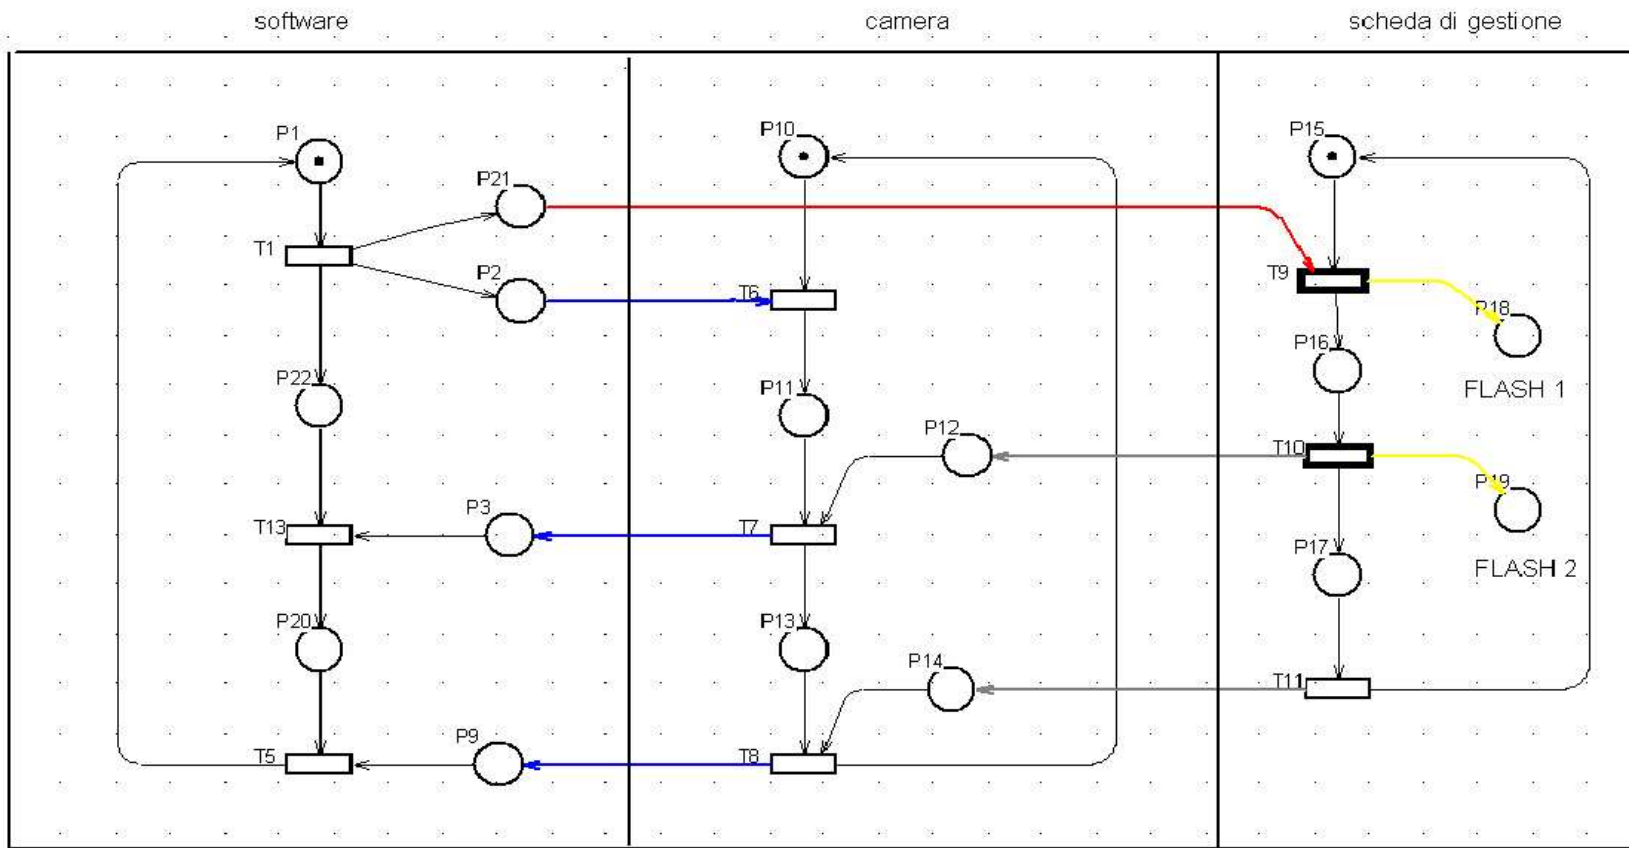 software
camera
scheda di gestione
P1
P10
P15
P21
T1
P2
T6
T9
P18
P16
FLASH 1
P22
P11
P12
T10
P19
P3
T13
T7
P17
FLASH 2
P20
P13
P14
T11
P9
T5
T8